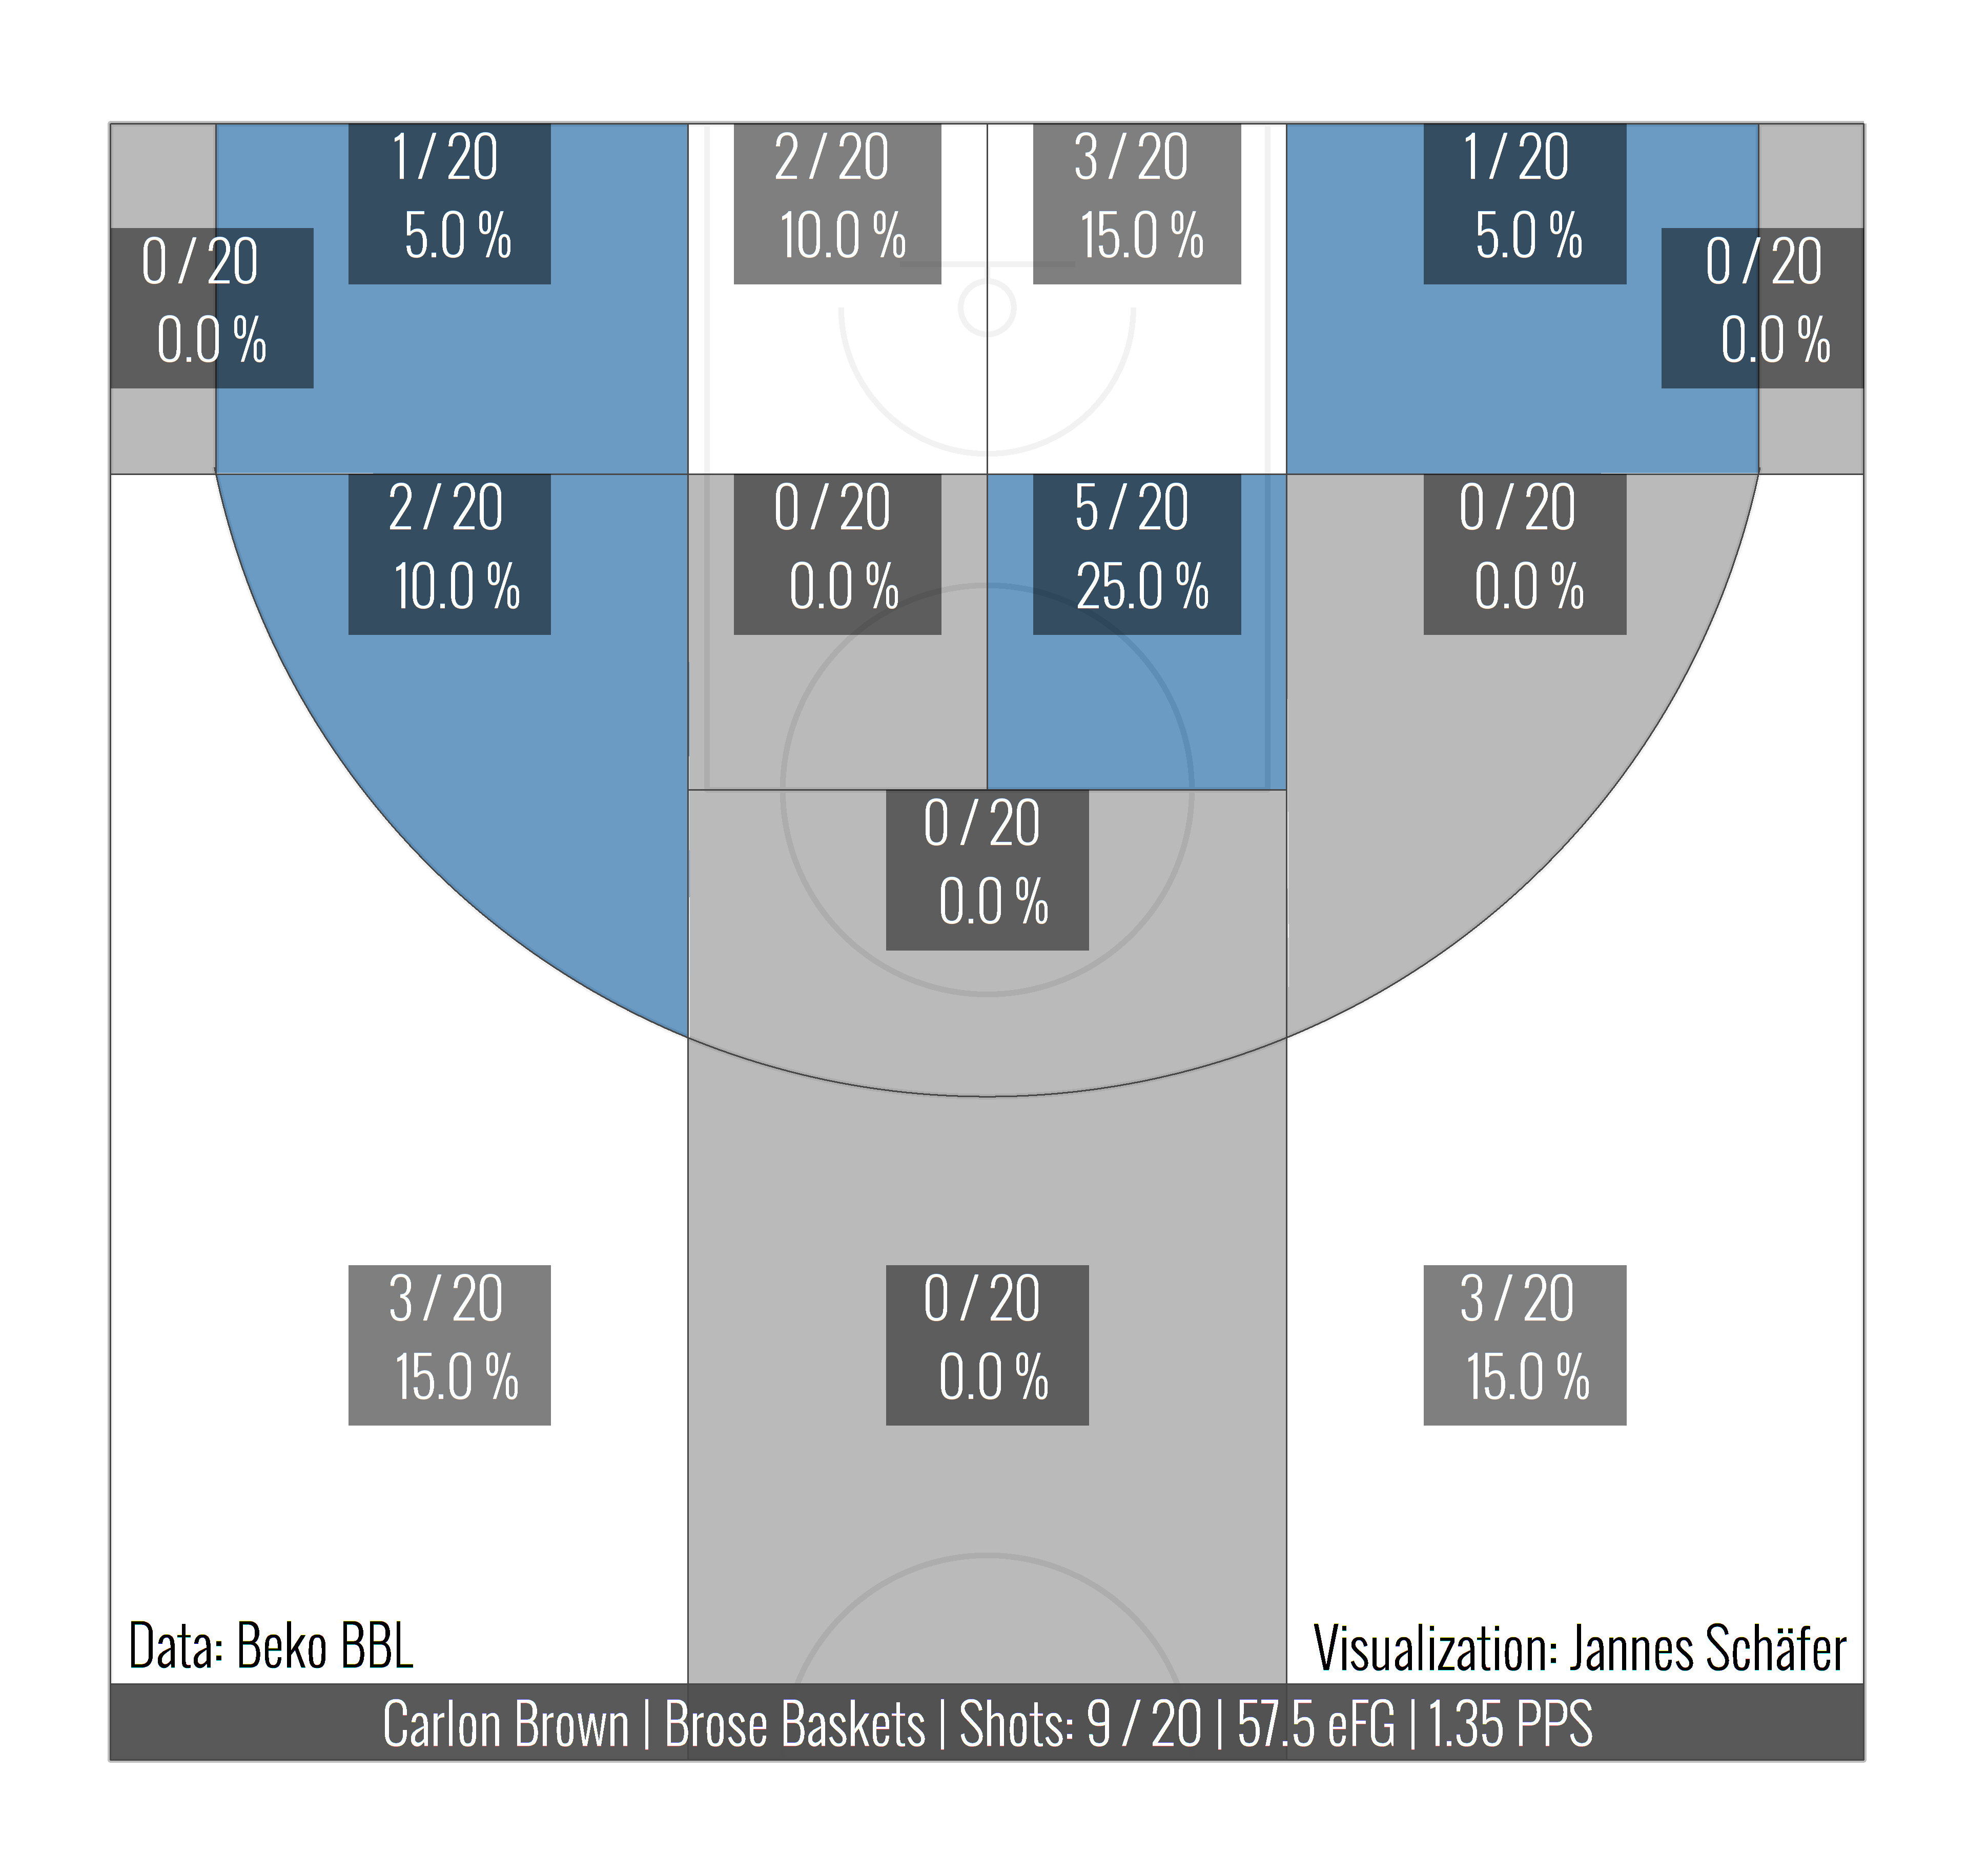 1 / 20
5.0 %
2 / 20
10.0 %
3 / 20
15.0 %
1 / 20
5.0 %
0 / 20
0.0 %
0 / 20
0.0 %
2 / 20
10.0 %
0 / 20
0.0 %
5 / 20
25.0 %
0 / 20
0.0 %
0 / 20
0.0 %
3 / 20
15.0 %
0 / 20
0.0 %
3 / 20
15.0 %
Data: Beko BBL
Visualization: Jannes Schäfer
Carlon Brown | Brose Baskets | Shots: 9 / 20 | 57.5 eFG | 1.35 PPS